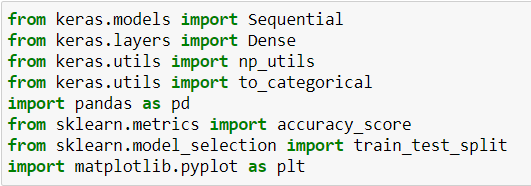 from keras.models import Sequential
from keras.layers import Dense
from keras.utils import np_utils
from keras.utils import to_categorical
import pandas as pd
from sklearn.metrics import accuracy_score
from sklearn.model_selection import train_test_split
import matplotlib.pyplot as plt